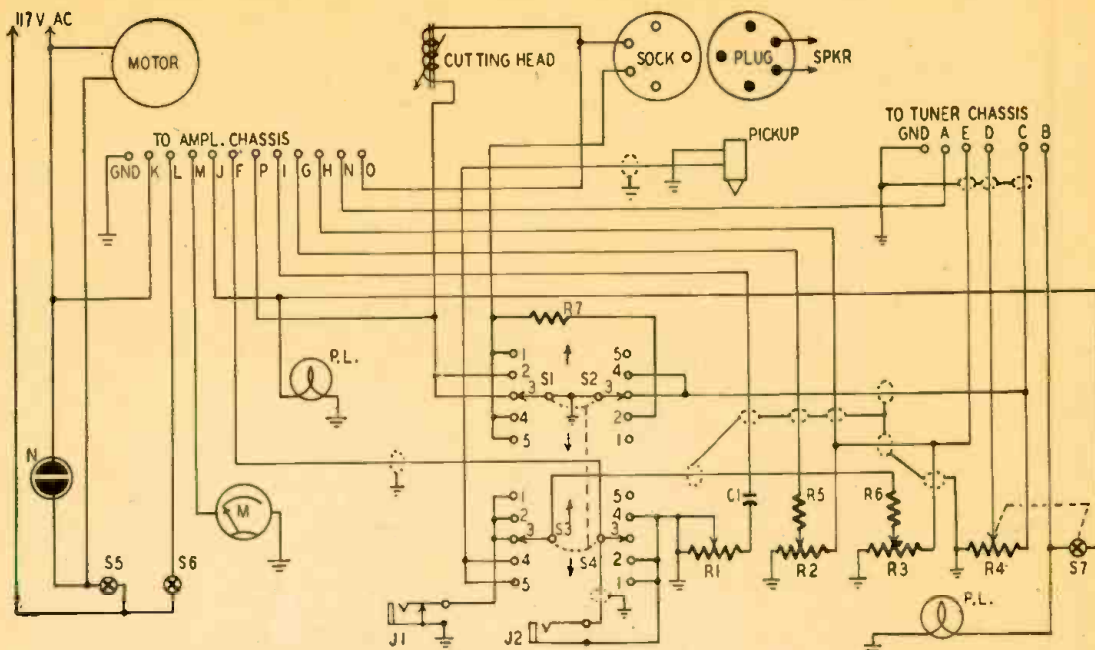 117 V AC
MOTOR
CUTTING HEAD
SOCK
PLUG
SPKR
TO AMPL. CHASSIS
GND K L M J F P I G H N O
PICKUP
TO TUNER CHASSIS
GND A E D C B
R7
P.L.
1 5
2 4
3 S1 S2 3
4 2
5 1
N
M
1 5
2 4
3 S3 3
S4
4 2
5 1
C1 R5 R6
S5 S6
R1 R2 R3 R4 S7
J1 J2
P.L.